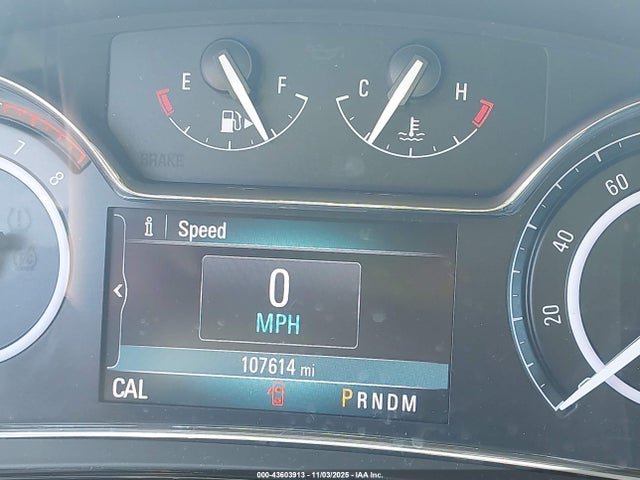 E F
C H
BRAKE
7
8
i Speed
0
MPH
107614 mi
CAL
PRNDM
60
40
20
000-43603913 - 11/03/2025 - IAA Inc.